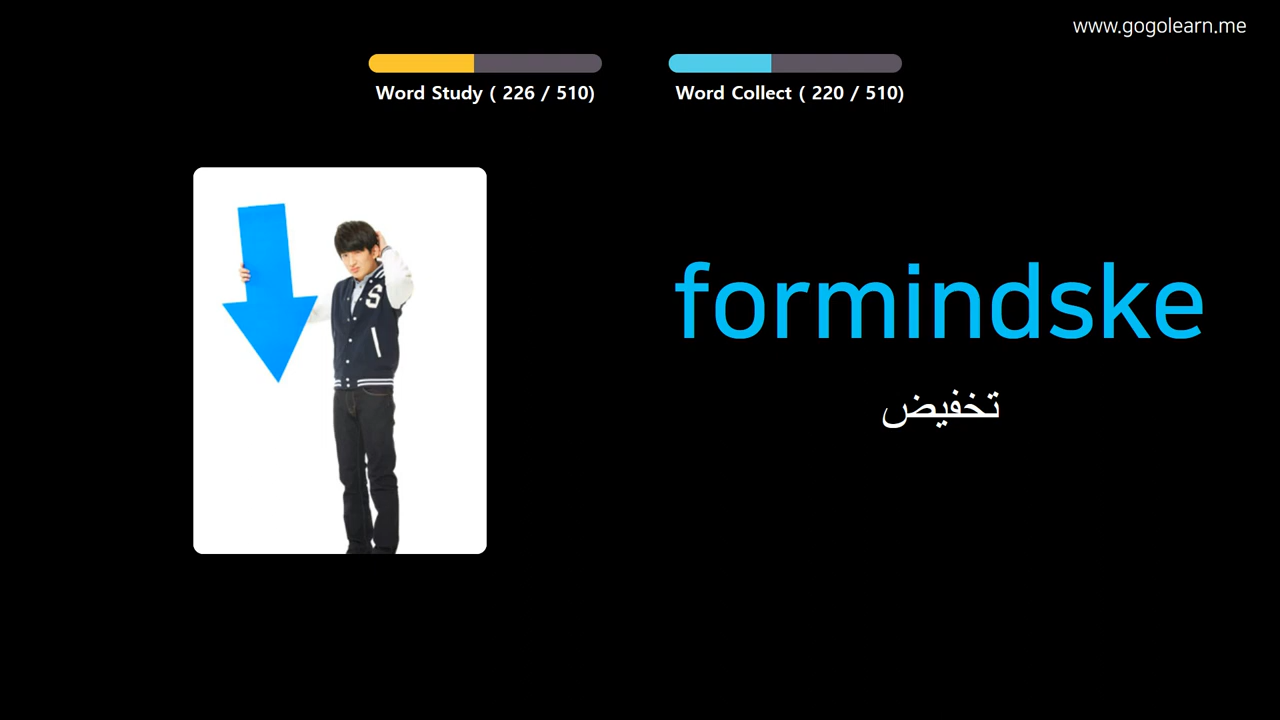 www.gogolearn.me
Word Study ( 226 / 510)
Word Collect ( 220 / 510)
S
formindske
تخفيض